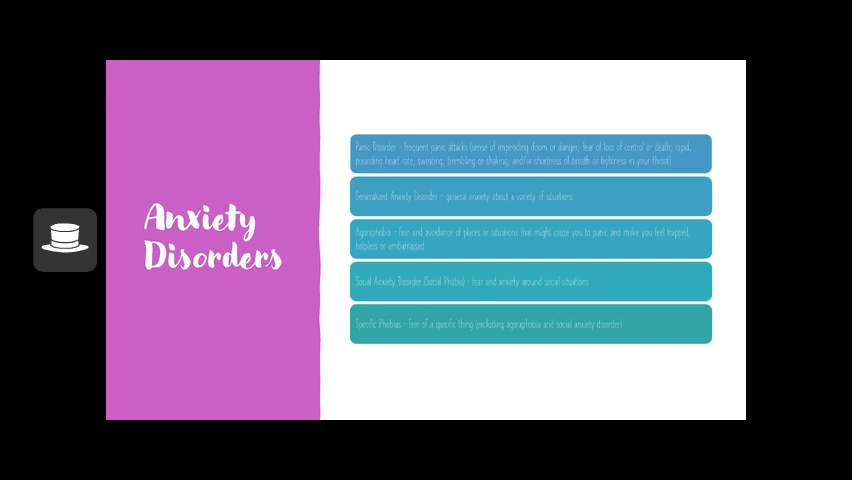 Anxiety
Disorders
Panic Disorder - frequent panic attacks (sense of impending doom or danger, fear of loss of control or death, rapid,
pounding heart rate, sweating, trembling or shaking, and/or shortness of breath or tightness in your throat)
Generalized Anxiety Disorder - general anxiety about a variety of situations
Agoraphobia - fear and avoidance of places or situations that might cause you to panic and make you feel trapped,
helpless or embarrassed
Social Anxiety Disorder (Social Phobia) - fear and anxiety around social situations
Specific Phobias - fear of a specific thing (excluding agoraphobia and social anxiety disorder)